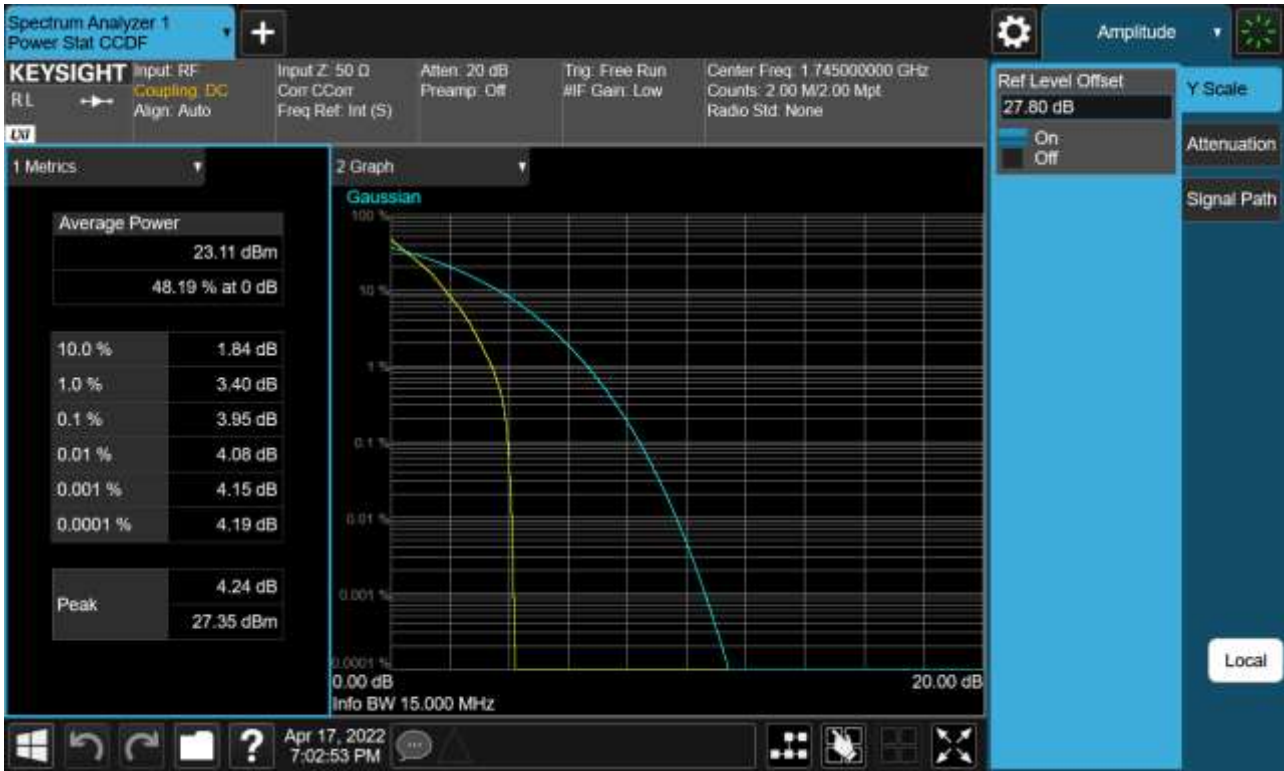 Spectrum Analyzer 1
Power Stat CCDF
+
Amplitude
KEYSIGHT
RL
LXI
Input: RF
Coupling: DC
Align: Auto
Input Z: 50 Ω
Corr CCorr
Freq Ref: Int (S)
Atten: 20 dB
Preamp: Off
Trig: Free Run
#IF Gain: Low
Center Freq: 1.745000000 GHz
Counts: 2.00 M/2.00 Mpt
Radio Std: None
Ref Level Offset
27.80 dB
On
Off
Y Scale
Attenuation
Signal Path
Local
1 Metrics
Average Power
23.11 dBm
48.19 % at 0 dB
10.0 % 1.84 dB
1.0 % 3.40 dB
0.1 % 3.95 dB
0.01 % 4.08 dB
0.001 % 4.15 dB
0.0001 % 4.19 dB
Peak
4.24 dB
27.35 dBm
2 Graph
Gaussian
100 %
10 %
1 %
0.1 %
0.01 %
0.001 %
0.0001 %
0.00 dB 20.00 dB
Info BW 15.000 MHz
?
Apr 17, 2022
7:02:53 PM